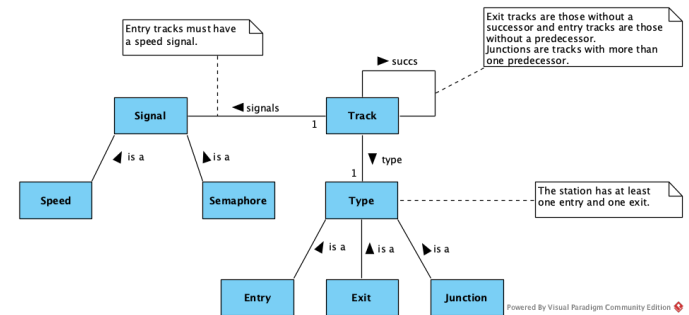 Entry tracks must have
a speed signal.
Exit tracks are those without a
successor and entry tracks are those
without a predecessor.
Junctions are tracks with more than
one predecessor.
succs
Signal
signals
1
Track
is a
is a
type
1
Speed
Semaphore
Type
The station has at least
one entry and one exit.
is a
is a
is a
Entry
Exit
Junction
Powered By Visual Paradigm Community Edition